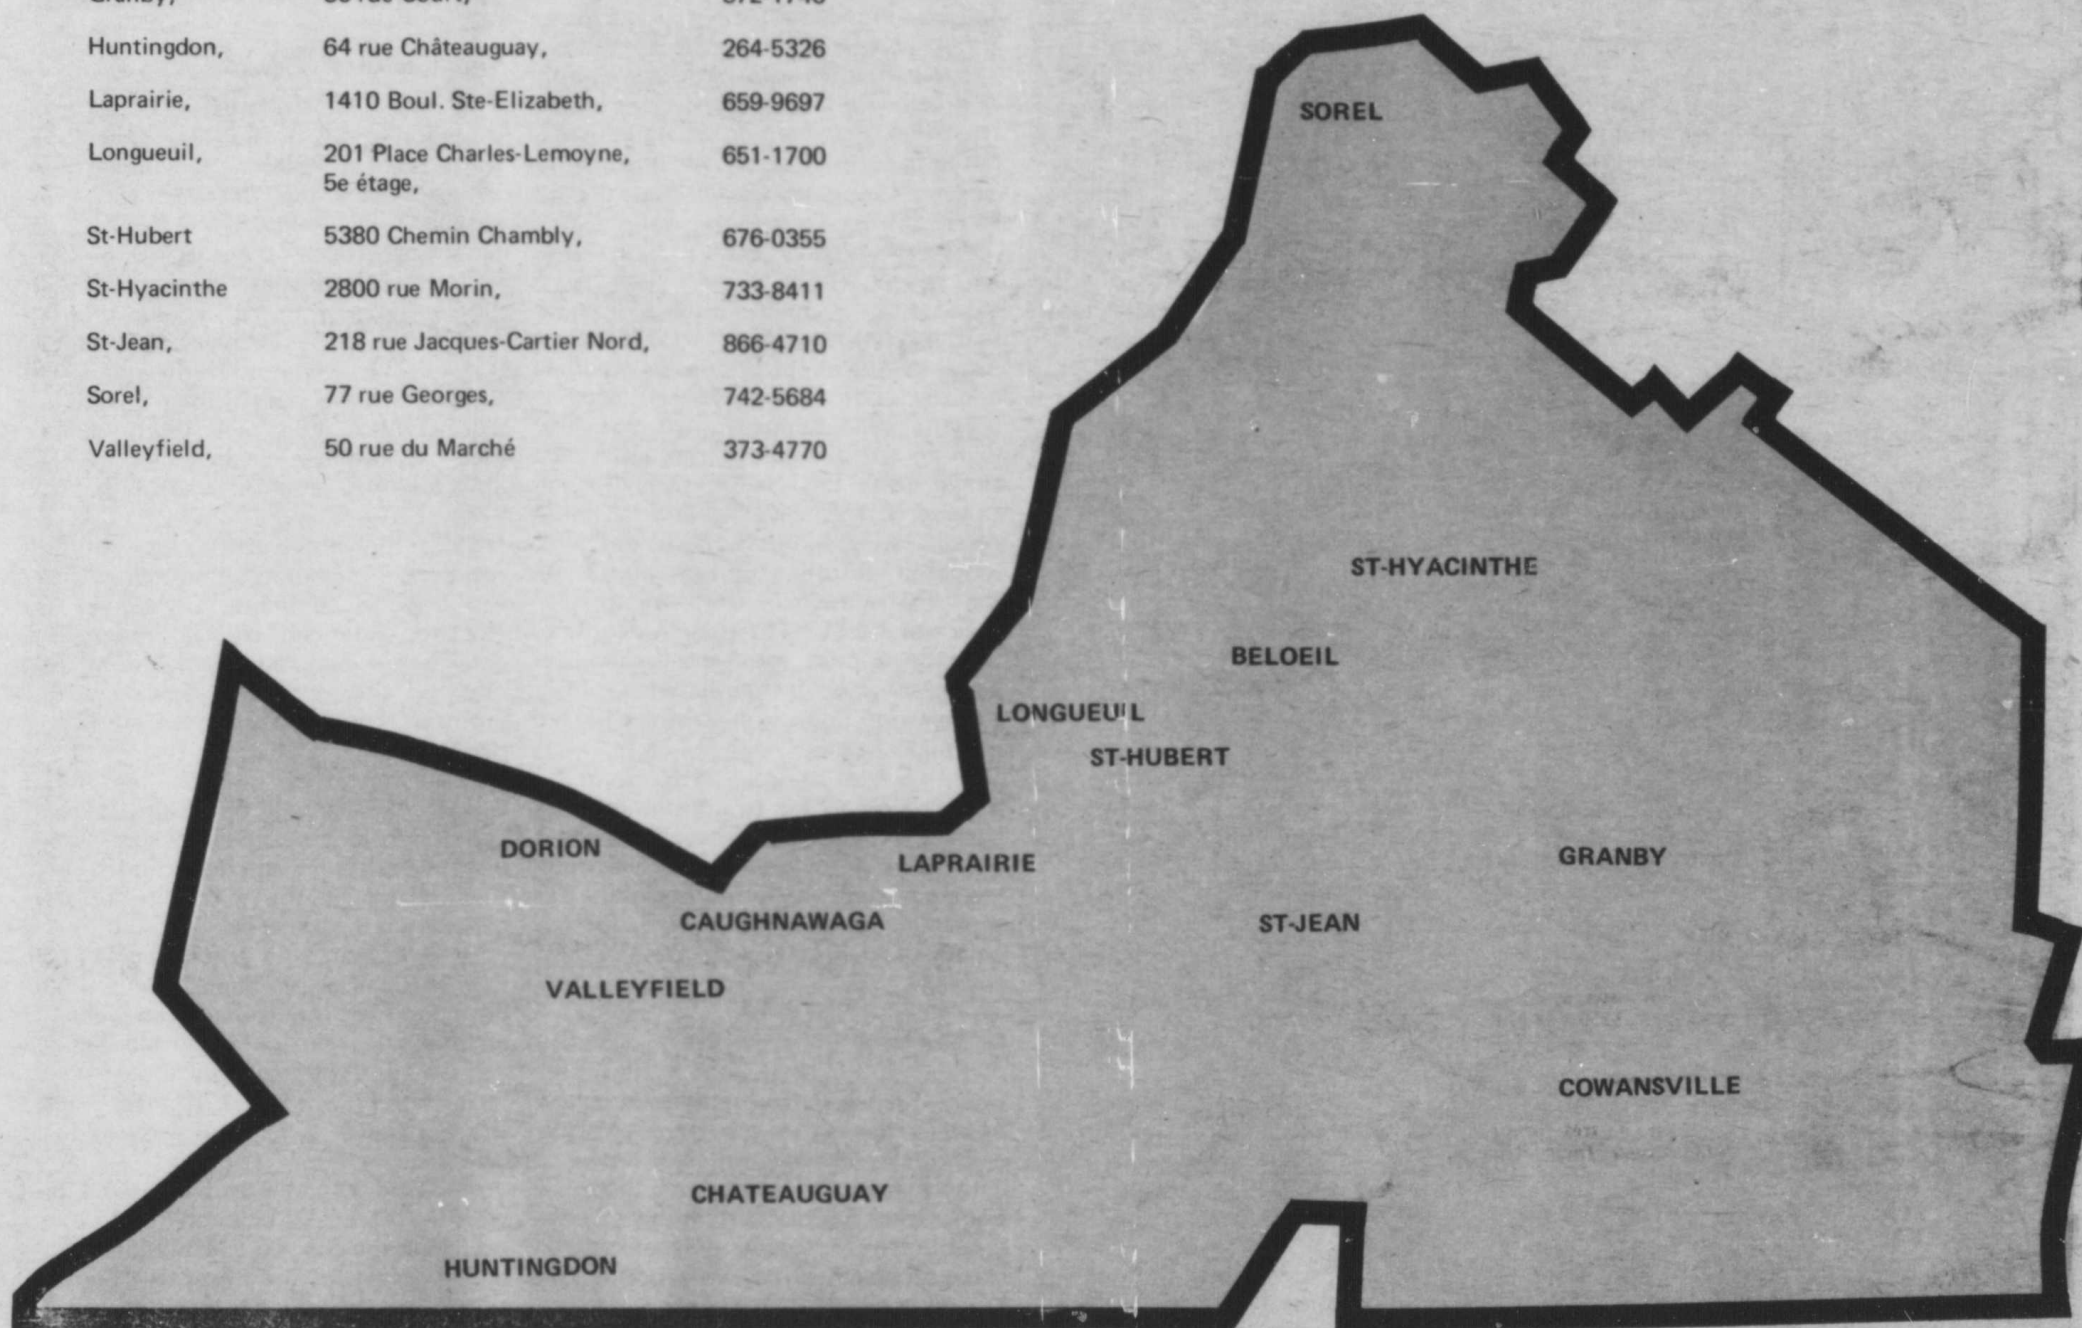 Huntingdon, 64 rue Châteauguay, 264-5326
Laprairie, 1410 Boul. Ste-Elizabeth, 659-9697
Longueuil, 201 Place Charles-Lemoyne, 651-1700
5e étage,
St-Hubert 5380 Chemin Chambly, 676-0355
St-Hyacinthe 2800 rue Morin, 733-8411
St-Jean, 218 rue Jacques-Cartier Nord, 866-4710
Sorel, 77 rue Georges, 742-5684
Valleyfield, 50 rue du Marché 373-4770
SOREL
ST-HYACINTHE
BELOEIL
LONGUEUIL
ST-HUBERT
DORION
LAPRAIRIE
GRANBY
CAUGHNAWAGA
ST-JEAN
VALLEYFIELD
COWANSVILLE
CHATEAUGUAY
HUNTINGDON